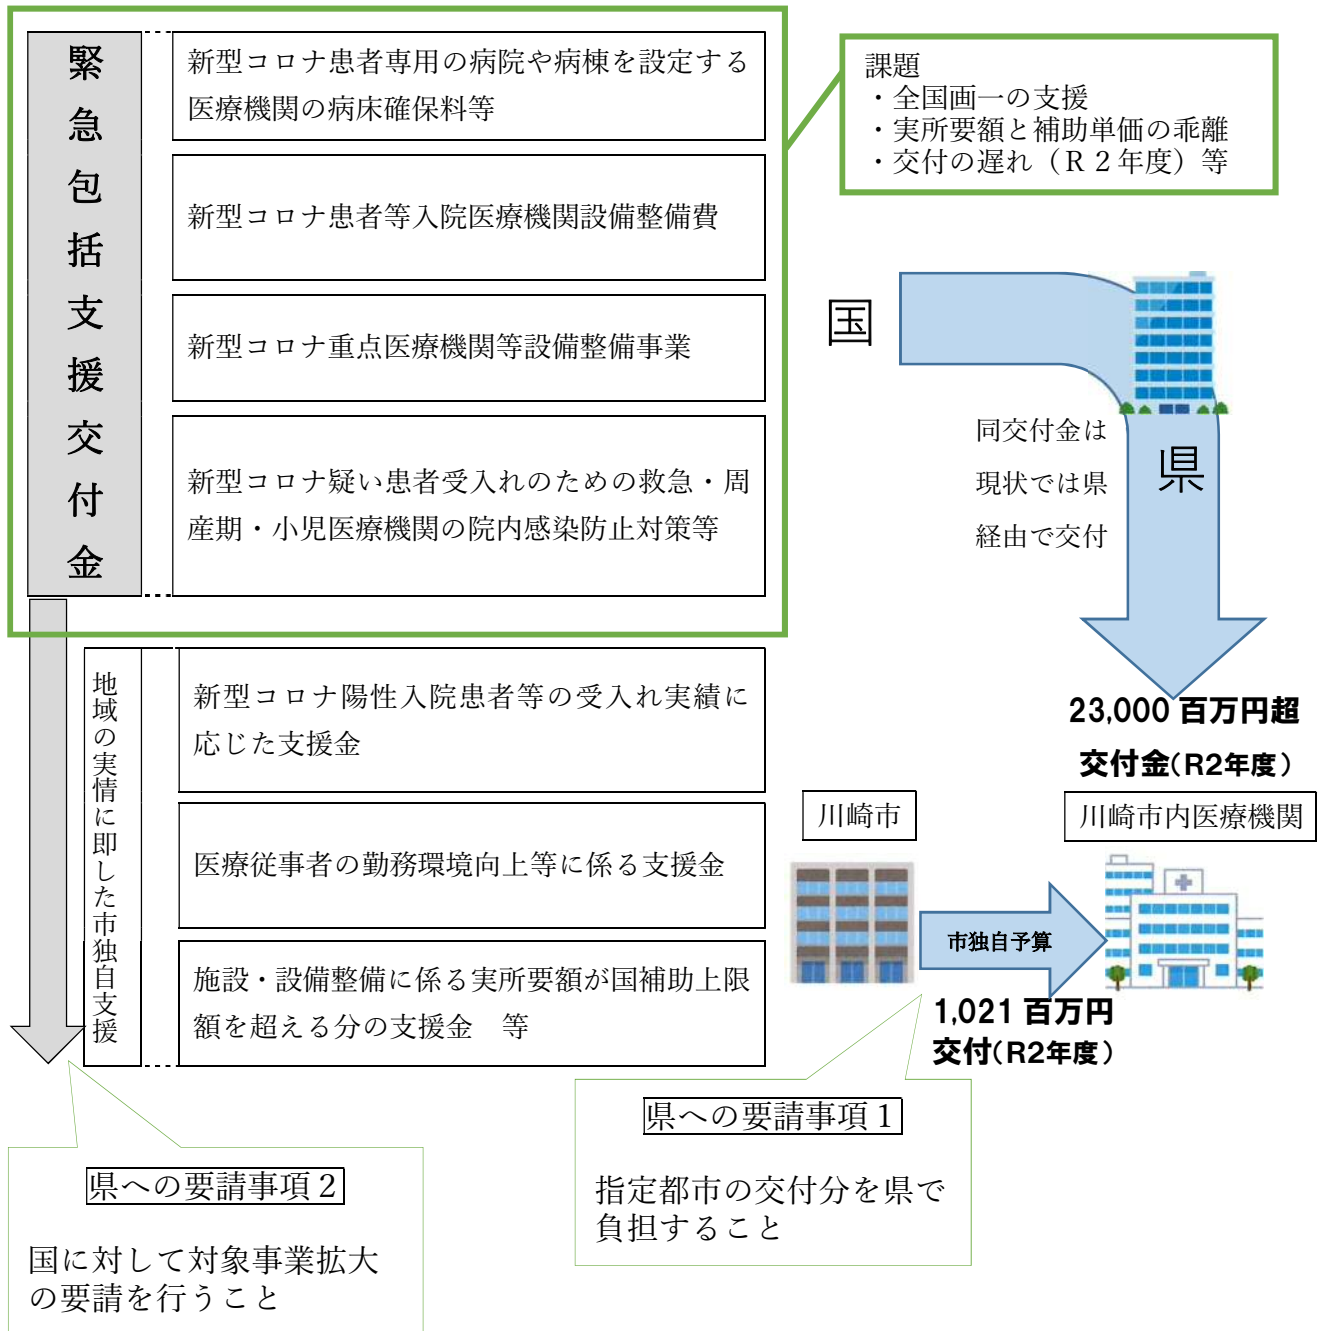 緊急包括支援交付金
新型コロナ患者専用の病院や病棟を設定する
医療機関の病床確保料等
新型コロナ患者等入院医療機関設備整備費
新型コロナ重点医療機関等設備整備事業
新型コロナ疑い患者受入れのための救急・周
産期・小児医療機関の院内感染防止対策等
課題
・全国画一の支援
・実所要額と補助単価の乖離
・交付の遅れ（R２年度）等
国
同交付金は
現状では県
経由で交付
県
23,000 百万円超
交付金(R2年度)
地域の実情に即した市独自支援
新型コロナ陽性入院患者等の受入れ実績に
応じた支援金
医療従事者の勤務環境向上等に係る支援金
施設・設備整備に係る実所要額が国補助上限
額を超える分の支援金　等
川崎市
川崎市内医療機関
市独自予算
1,021 百万円
交付(R2年度)
県への要請事項１
指定都市の交付分を県で
負担すること
県への要請事項２
国に対して対象事業拡大
の要請を行うこと